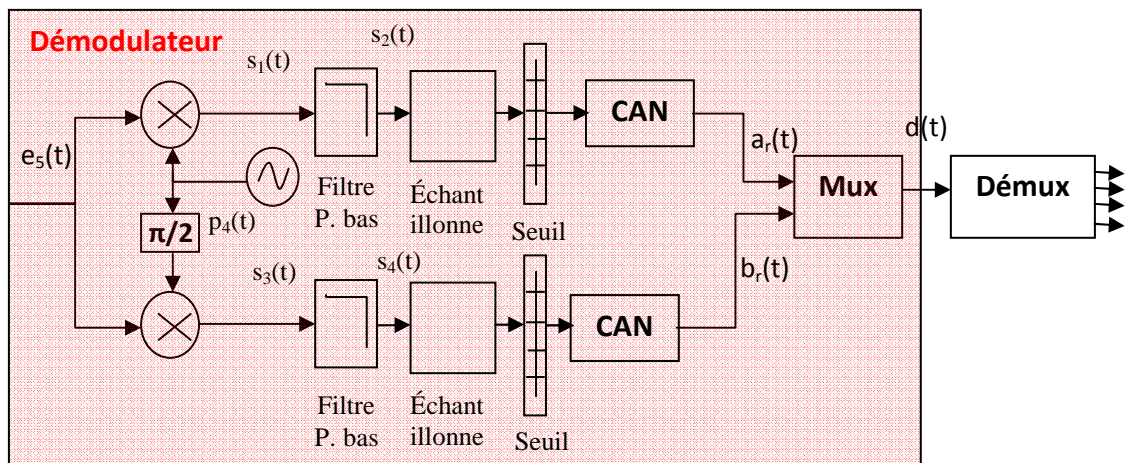 Démodulateur
s₂(t)
s₁(t)
CAN
d(t)
aᵣ(t)
e₅(t)
Mux
Démux
Filtre
P. bas
Échant
illonne
Seuil
π/2
p₄(t)
bᵣ(t)
s₃(t)
s₄(t)
CAN
Filtre
P. bas
Échant
illonne
Seuil